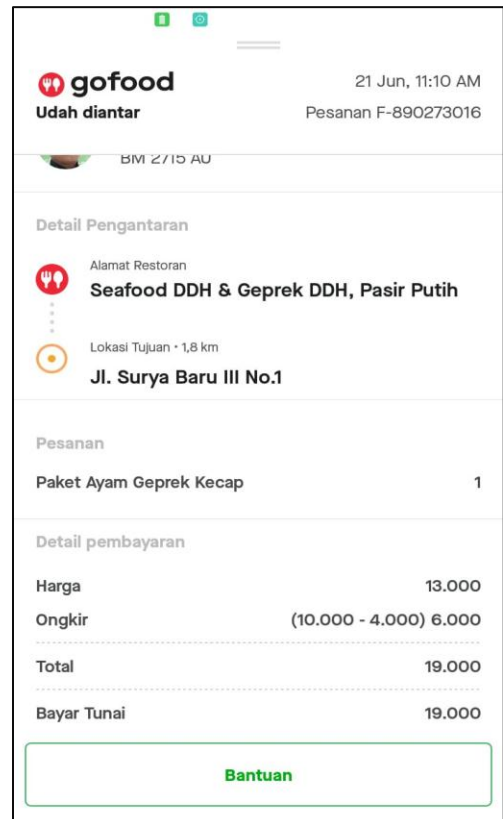 gofood
21 Jun, 11:10 AM
Udah diantar
Pesanan F-890273016
BM 2715 AU
Detail Pengantaran
Alamat Restoran
Seafood DDH & Geprek DDH, Pasir Putih
Lokasi Tujuan • 1,8 km
Jl. Surya Baru III No.1
Pesanan
Paket Ayam Geprek Kecap 1
Detail pembayaran
Harga 13.000
Ongkir (10.000 - 4.000) 6.000
Total 19.000
Bayar Tunai 19.000
Bantuan